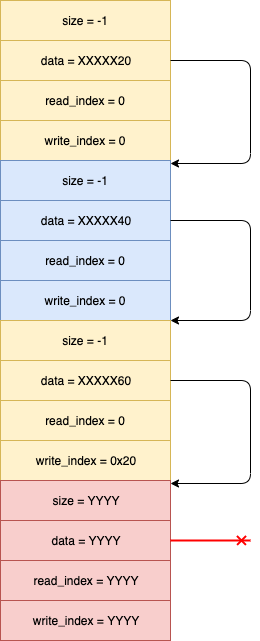 size = -1
data = XXXXX20
read_index = 0
write_index = 0
size = -1
data = XXXXX40
read_index = 0
write_index = 0
size = -1
data = XXXXX60
read_index = 0
write_index = 0x20
size = YYYY
data = YYYY
read_index = YYYY
write_index = YYYY